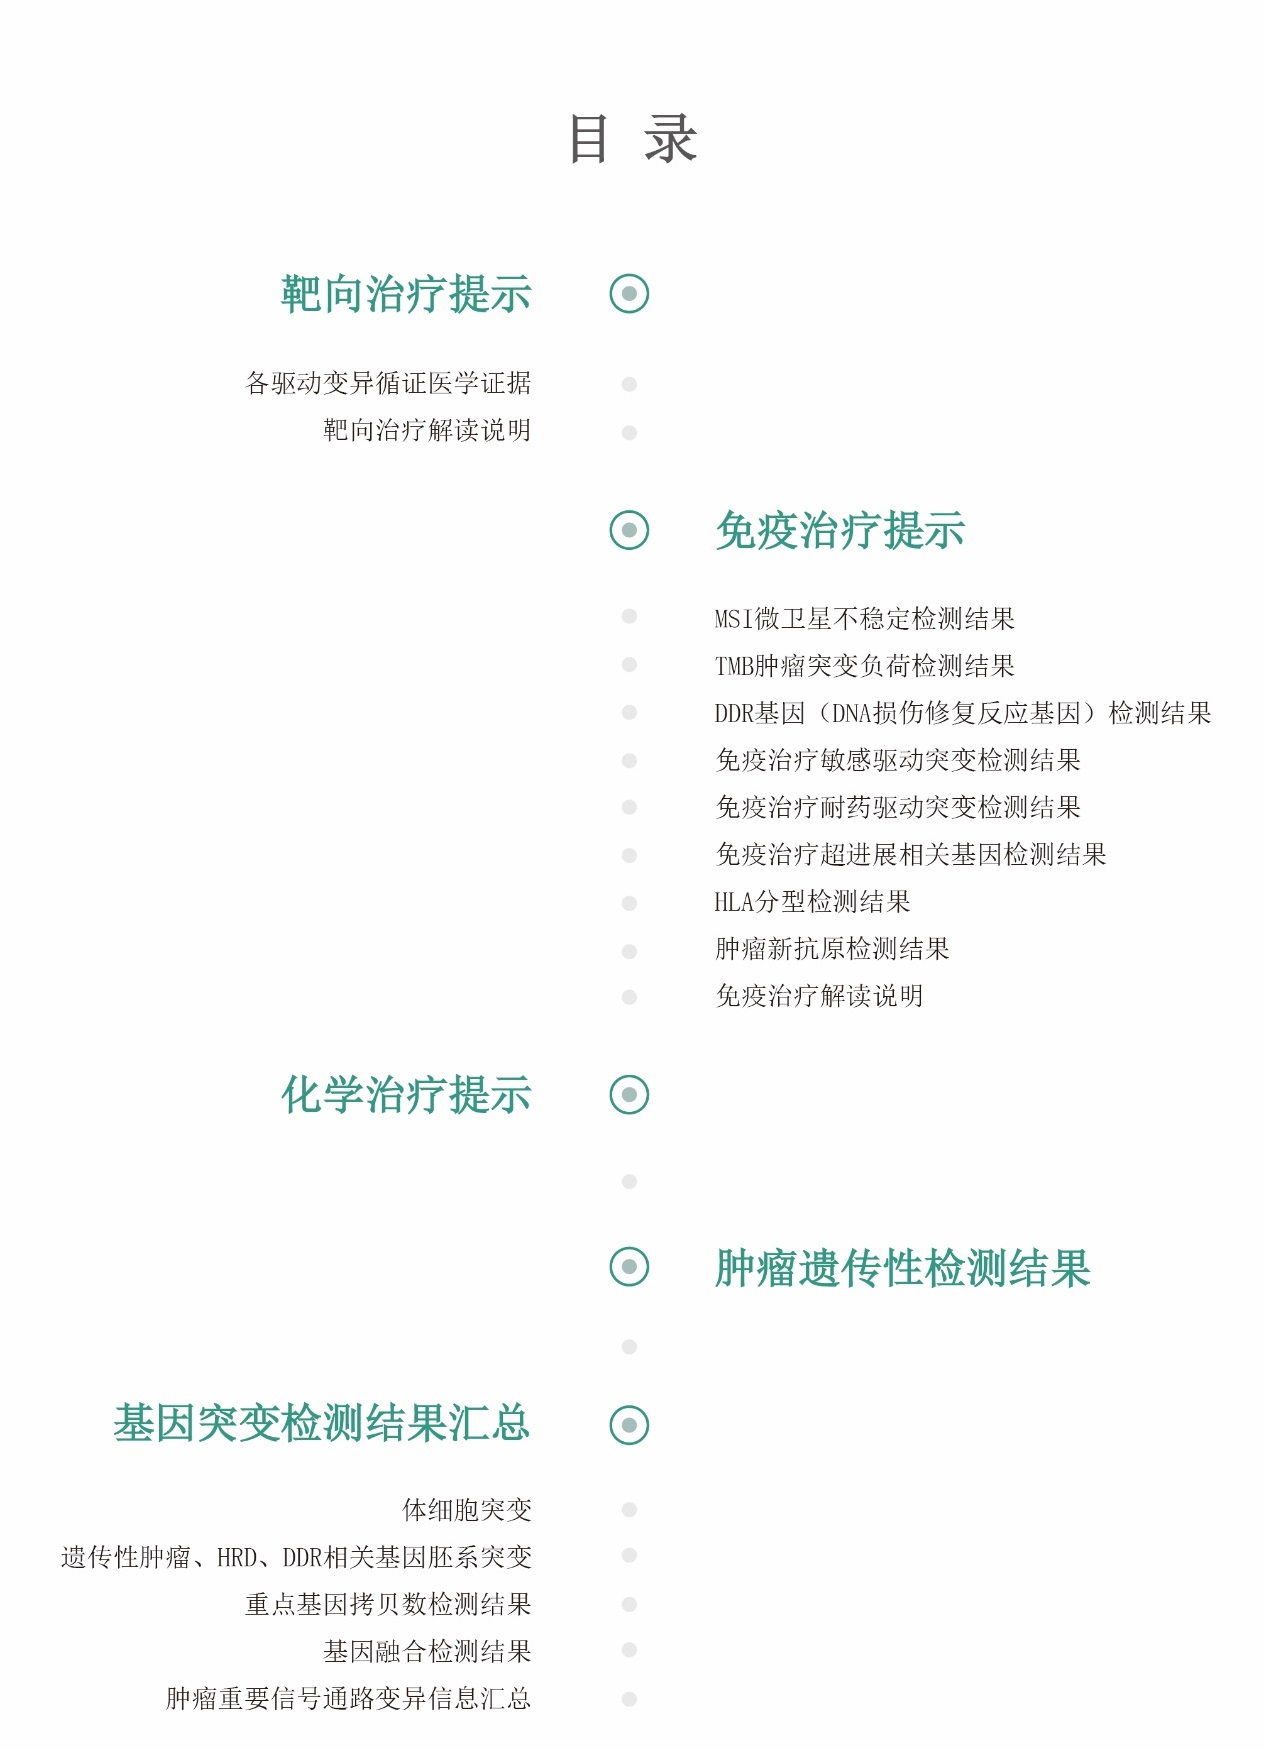 目 录
靶向治疗提示
各驱动变异循证医学证据
靶向治疗解读说明
免疫治疗提示
MSI微卫星不稳定检测结果
TMB肿瘤突变负荷检测结果
DDR基因（DNA损伤修复反应基因）检测结果
免疫治疗敏感驱动突变检测结果
免疫治疗耐药驱动突变检测结果
免疫治疗超进展相关基因检测结果
HLA分型检测结果
肿瘤新抗原检测结果
免疫治疗解读说明
化学治疗提示
肿瘤遗传性检测结果
基因突变检测结果汇总
体细胞突变
遗传性肿瘤、HRD、DDR相关基因胚系突变
重点基因拷贝数检测结果
基因融合检测结果
肿瘤重要信号通路变异信息汇总